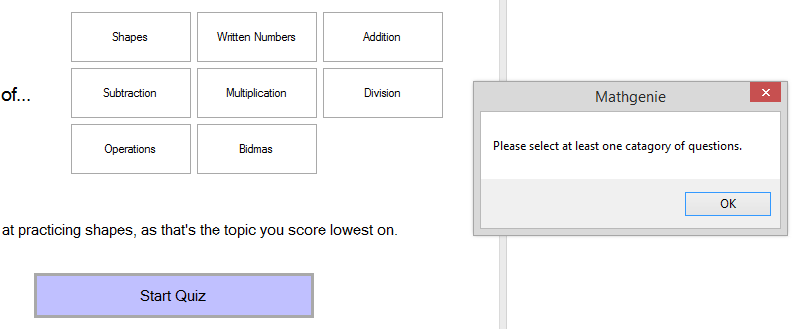 Shapes
Written Numbers
Addition
of...
Subtraction
Multiplication
Division
Operations
Bidmas
at practicing shapes, as that's the topic you score lowest on.
Start Quiz
Mathgenie
Please select at least one catagory of questions.
OK